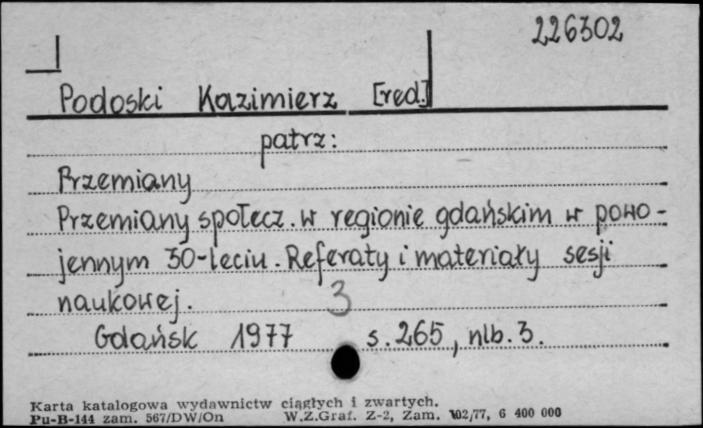 226302
Podoski Kazimierz [red.]
patrz:
Przemiany
Przemiany społecz. w regionie gdańskim w powo-
jennym 30-leciu. Referaty i materiały sesji
naukowej.
3
Gdańsk 1977 s. 265, nlb. 3.
Karta katalogowa wydawnictw ciągłych i zwartych.
Pu-B-144 zam. 567/DW/On W.Z.Graf. Z-2, Zam. 102/77, 6 400 000